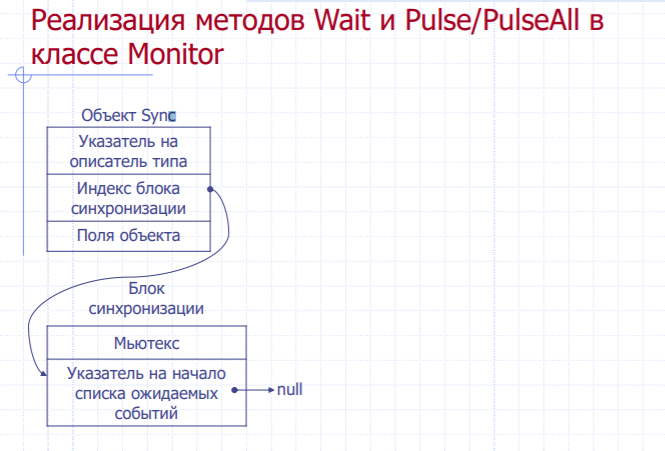 Реализация методов Wait и Pulse/PulseAll в
классе Monitor
Объект Sync
Указатель на
описатель типа
Индекс блока
синхронизации
Поля объекта
Блок
синхронизации
Мьютекс
Указатель на начало
списка ожидаемых
событий
null